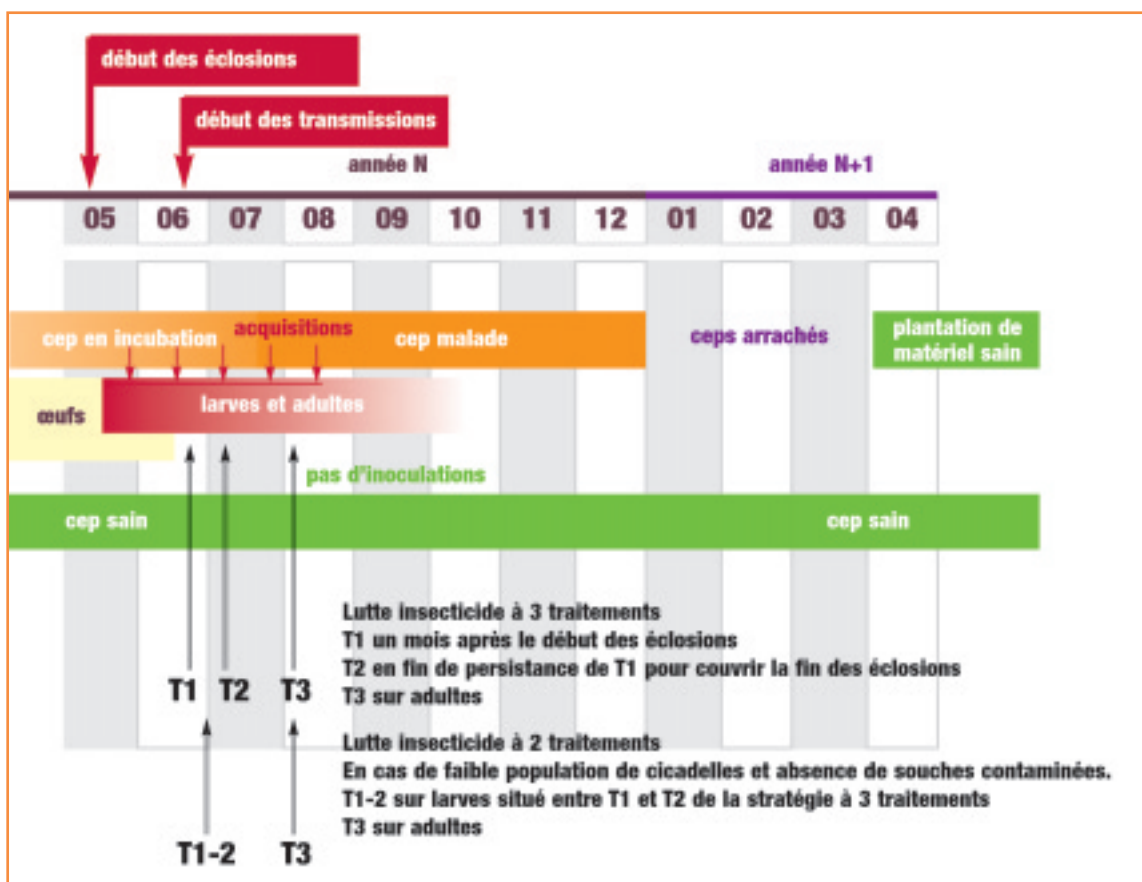 début des éclosions
début des transmissions
année N
année N+1
05 06 07 08 09 10 11 12 01 02 03 04
cep en incubation
acquisitions
cep malade
ceps arrachés
plantation de
matériel sain
œufs
larves et adultes
pas d'inoculations
cep sain
cep sain
Lutte insecticide à 3 traitements
T1 un mois après le début des éclosions
T2 en fin de persistance de T1 pour couvrir la fin des éclosions
T3 sur adultes
T1 T2 T3
Lutte insecticide à 2 traitements
En cas de faible population de cicadelles et absence de souches contaminées.
T1-2 sur larves situé entre T1 et T2 de la stratégie à 3 traitements
T3 sur adultes
T1-2 T3